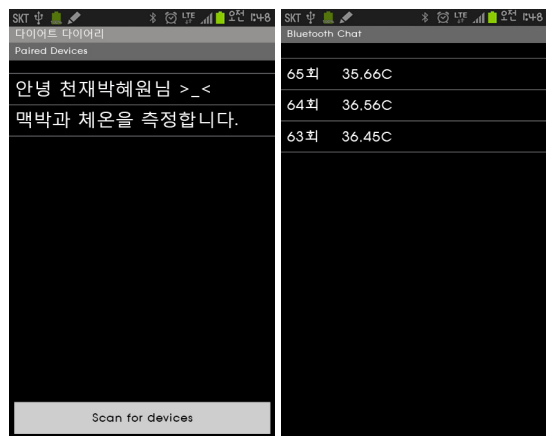 SKT LTE 오전 1:48
다이어트 다이어리
Paired Devices
안녕 천재박혜원님 >_<
맥박과 체온을 측정합니다.
Scan for devices
SKT LTE 오전 1:48
Bluetooth Chat
65회 35.66C
64회 36.56C
63회 36.45C